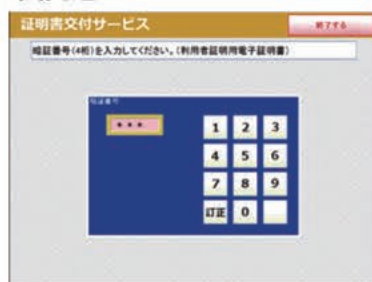 証明書交付サービス
終了する
暗証番号(4桁)を入力してください。(利用者証明用電子証明書)
暗証番号
***
1 2 3
4 5 6
7 8 9
訂正 0